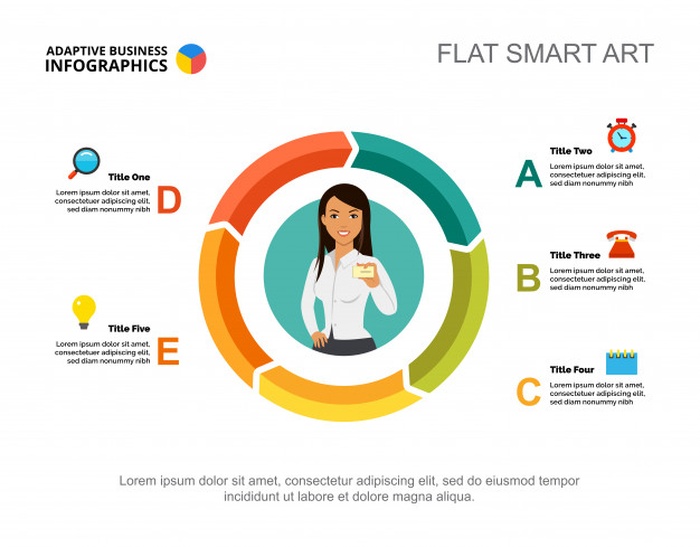 ADAPTIVE BUSINESS
INFOGRAPHICS
FLAT SMART ART
Title One
Lorem ipsum dolor sit amet,
consectetuer adipiscing elit,
sed diam nonummy nibh
D
Title Five
Lorem ipsum dolor sit amet,
consectetuer adipiscing elit,
sed diam nonummy nibh
E
Title Two
A
Lorem ipsum dolor sit amet,
consectetuer adipiscing elit,
sed diam nonummy nibh
Title Three
B
Lorem ipsum dolor sit amet,
consectetuer adipiscing elit,
sed diam nonummy nibh
Title Four
C
Lorem ipsum dolor sit amet,
consectetuer adipiscing elit,
sed diam nonummy nibh
Lorem ipsum dolor sit amet, consectetur adipiscing elit, sed do eiusmod tempor
incididunt ut labore et dolore magna aliqua.